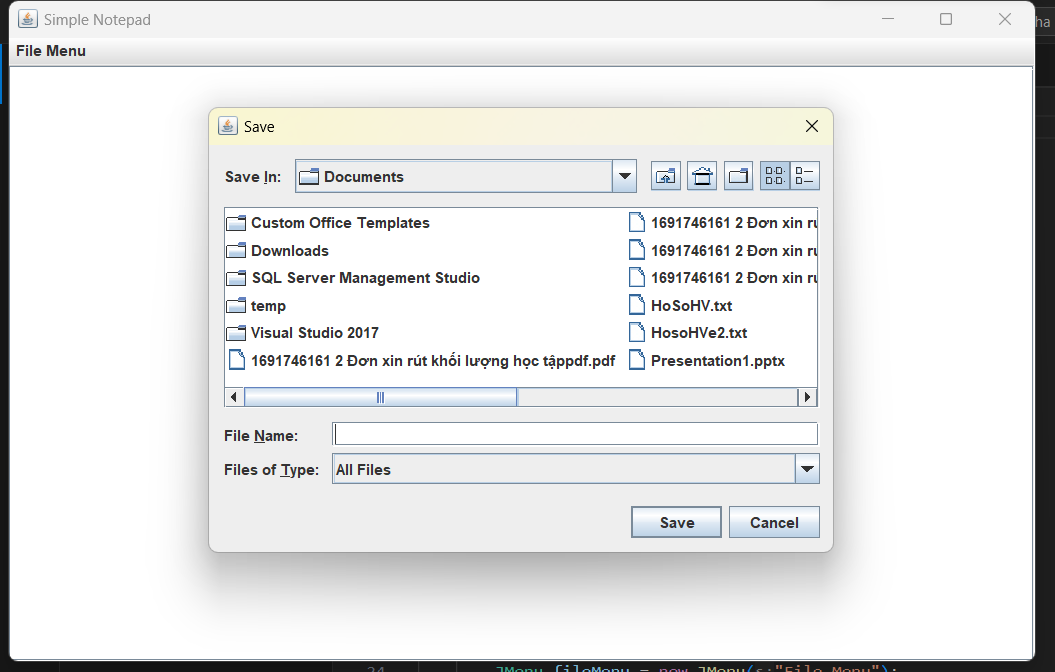 Simple Notepad
ha
File Menu
Save
Save In: Documents
Custom Office Templates
Downloads
SQL Server Management Studio
temp
Visual Studio 2017
1691746161 2 Đơn xin rút khối lượng học tậppdf.pdf
1691746161 2 Đơn xin rú
1691746161 2 Đơn xin rú
1691746161 2 Đơn xin rú
HoSoHV.txt
HosoHVe2.txt
Presentation1.pptx
File Name:
Files of Type: All Files
Save Cancel
24 JMenu fileMenu = new JMenu(s:"File Menu");